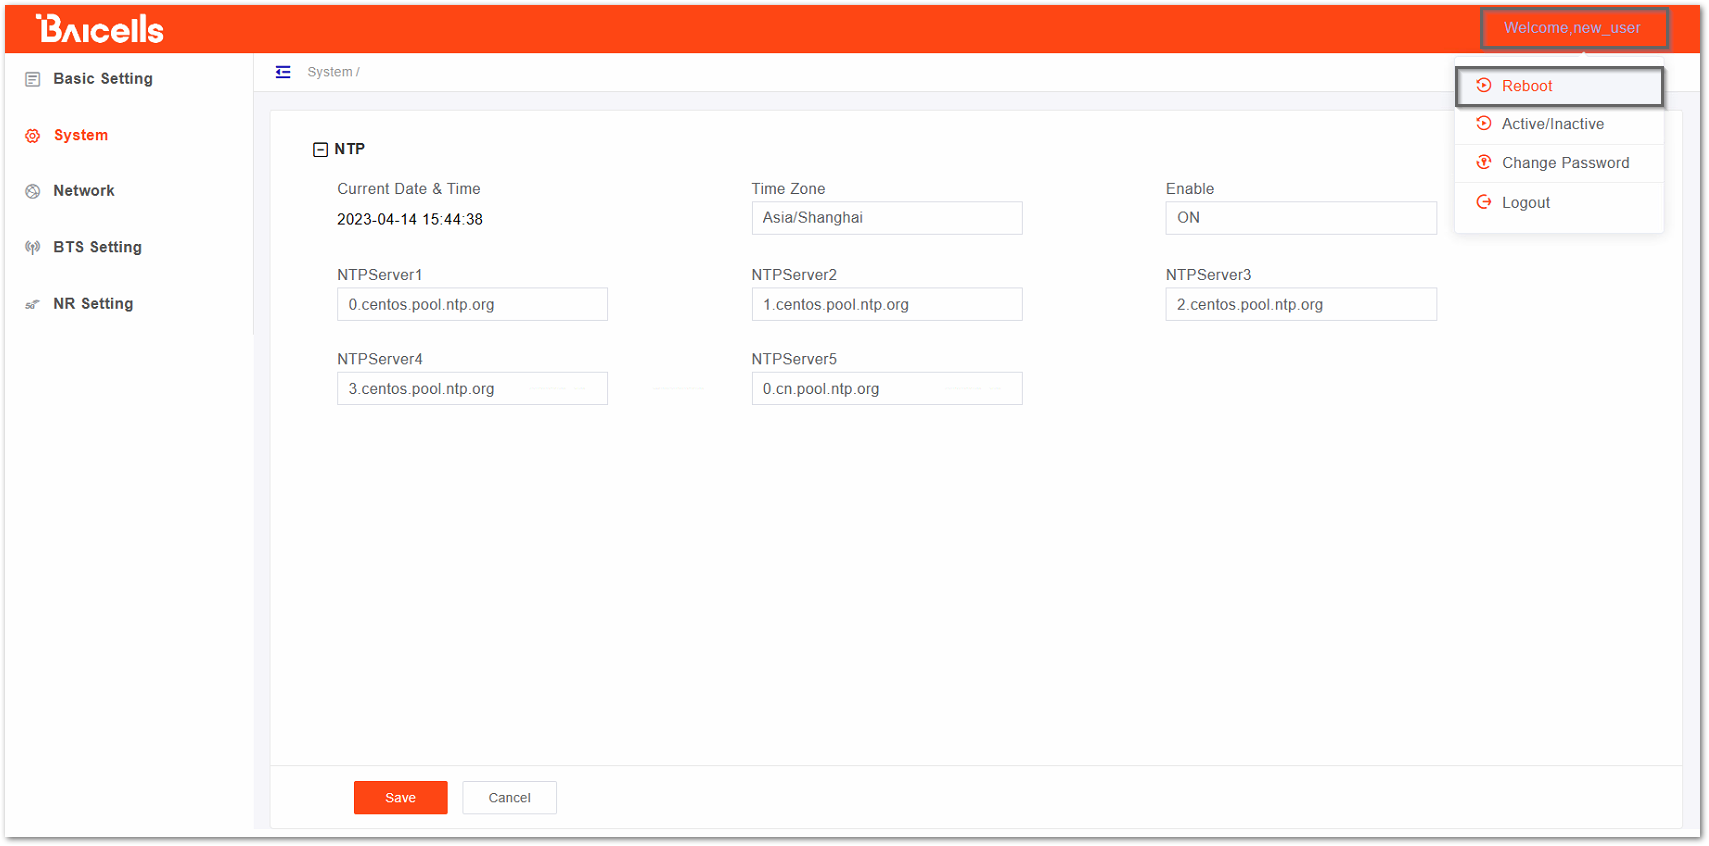 BAicells
Welcome,new_user
Basic Setting
System
Network
BTS Setting
NR Setting
System /
Reboot
Active/Inactive
Change Password
Logout
NTP
Current Date & Time
2023-04-14 15:44:38
Time Zone
Asia/Shanghai
Enable
ON
NTPServer1
0.centos.pool.ntp.org
NTPServer2
1.centos.pool.ntp.org
NTPServer3
2.centos.pool.ntp.org
NTPServer4
3.centos.pool.ntp.org
NTPServer5
0.cn.pool.ntp.org
Save
Cancel